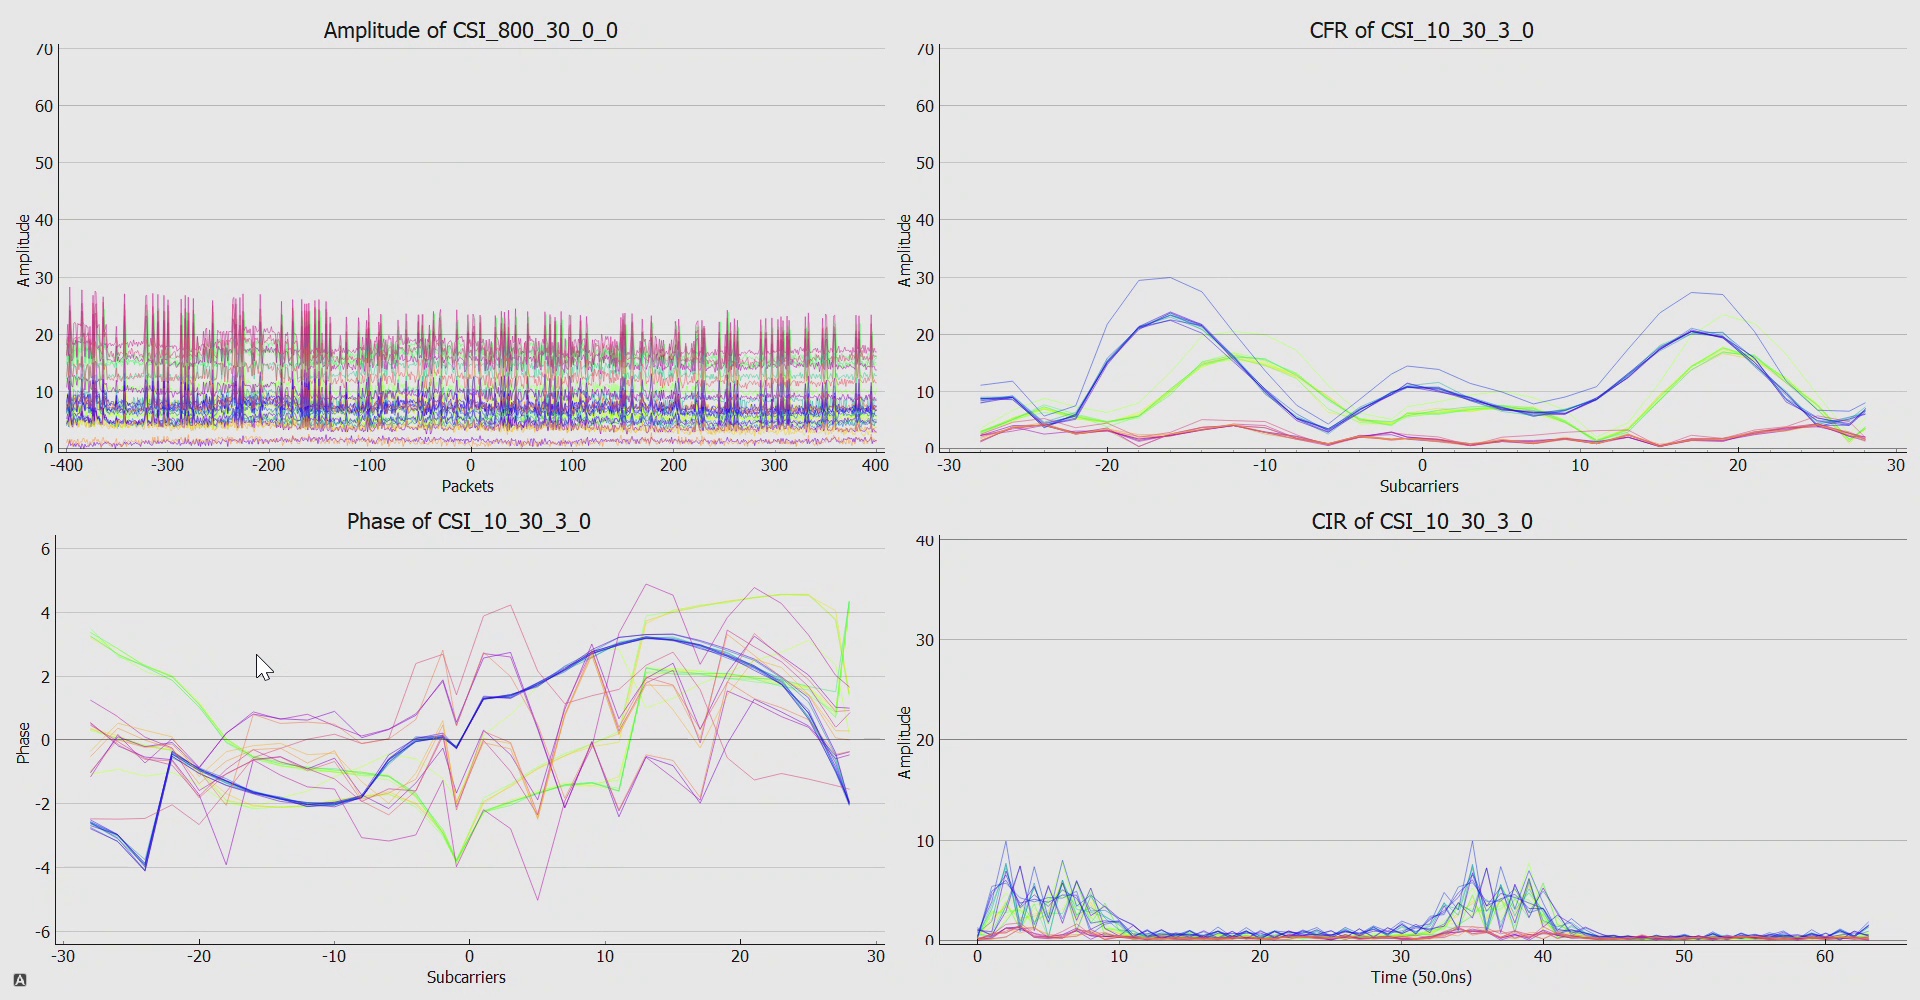 Amplitude of CSI_800_30_0_0
70
60
50
40
30
20
10
0
Amplitude
-400 -300 -200 -100 0 100 200 300 400
Packets
CFR of CSI_10_30_3_0
70
60
50
40
30
20
10
0
Amplitude
-30 -20 -10 0 10 20 30
Subcarriers
Phase of CSI_10_30_3_0
6
4
2
0
-2
-4
-6
Phase
-30 -20 -10 0 10 20 30
Subcarriers
A
CIR of CSI_10_30_3_0
40
30
20
10
0
Amplitude
0 10 20 30 40 50 60
Time (50.0ns)